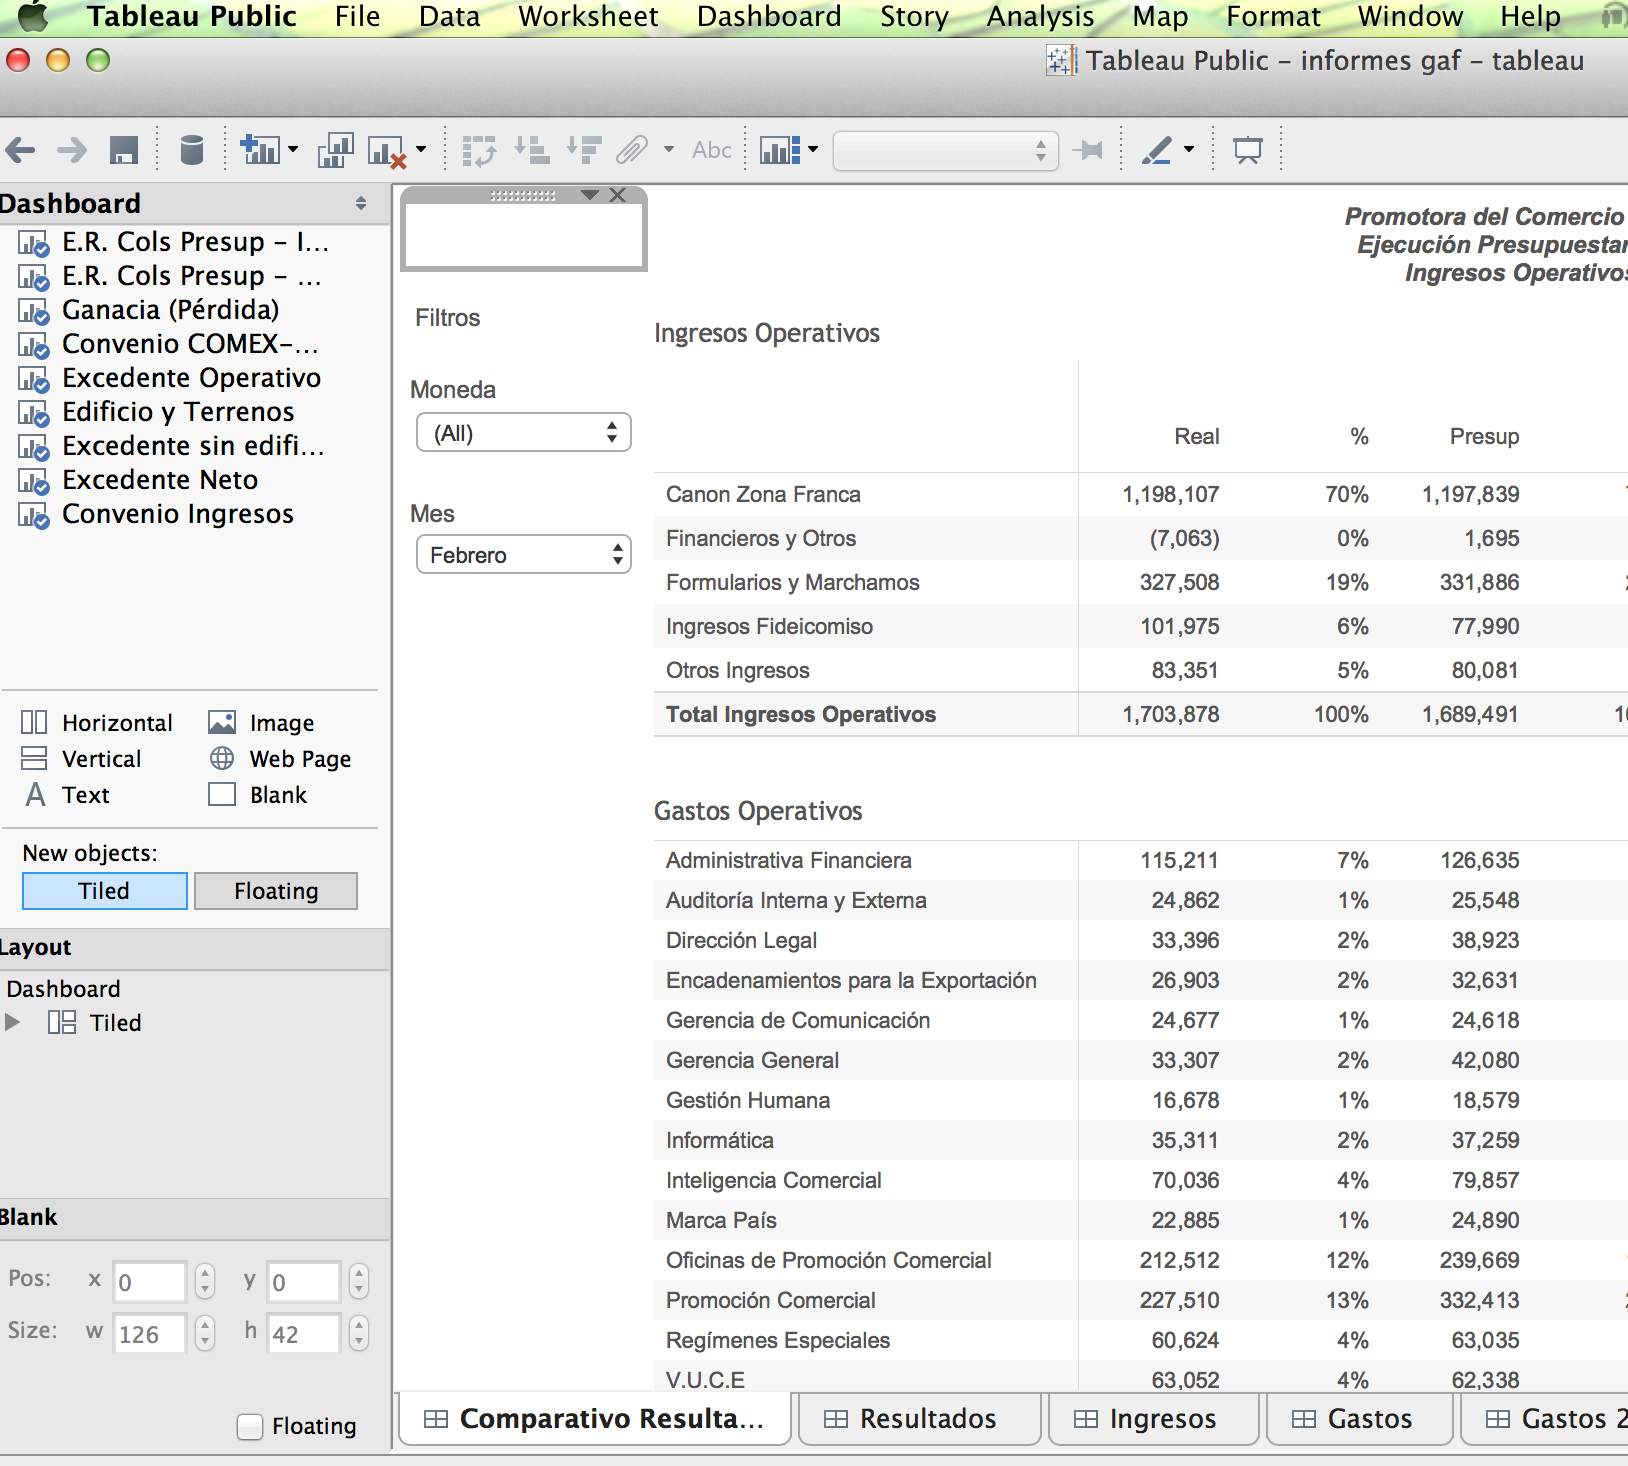 Tableau Public File Data Worksheet Dashboard Story Analysis Map Format Window Help
Tableau Public - informes gaf - tableau
Abc
Dashboard
E.R. Cols Presup - I...
E.R. Cols Presup - ...
Ganacia (Pérdida)
Convenio COMEX-...
Excedente Operativo
Edificio y Terrenos
Excedente sin edifi...
Excedente Neto
Convenio Ingresos
Horizontal Image
Vertical Web Page
Text Blank
New objects:
Tiled Floating
Layout
Dashboard
Tiled
Blank
Pos: x 0 y 0
Size: w 126 h 42
Floating
Filtros
Moneda
(All)
Mes
Febrero
Promotora del Comercio
Ejecución Presupuestar
Ingresos Operativos
Ingresos Operativos
Real % Presup
Canon Zona Franca 1,198,107 70% 1,197,839
Financieros y Otros (7,063) 0% 1,695
Formularios y Marchamos 327,508 19% 331,886
Ingresos Fideicomiso 101,975 6% 77,990
Otros Ingresos 83,351 5% 80,081
Total Ingresos Operativos 1,703,878 100% 1,689,491
Gastos Operativos
Administrativa Financiera 115,211 7% 126,635
Auditoría Interna y Externa 24,862 1% 25,548
Dirección Legal 33,396 2% 38,923
Encadenamientos para la Exportación 26,903 2% 32,631
Gerencia de Comunicación 24,677 1% 24,618
Gerencia General 33,307 2% 42,080
Gestión Humana 16,678 1% 18,579
Informática 35,311 2% 37,259
Inteligencia Comercial 70,036 4% 79,857
Marca País 22,885 1% 24,890
Oficinas de Promoción Comercial 212,512 12% 239,669
Promoción Comercial 227,510 13% 332,413
Regímenes Especiales 60,624 4% 63,035
V.U.C.E 63,052 4% 62,338
Comparativo Resulta... Resultados Ingresos Gastos Gastos 2